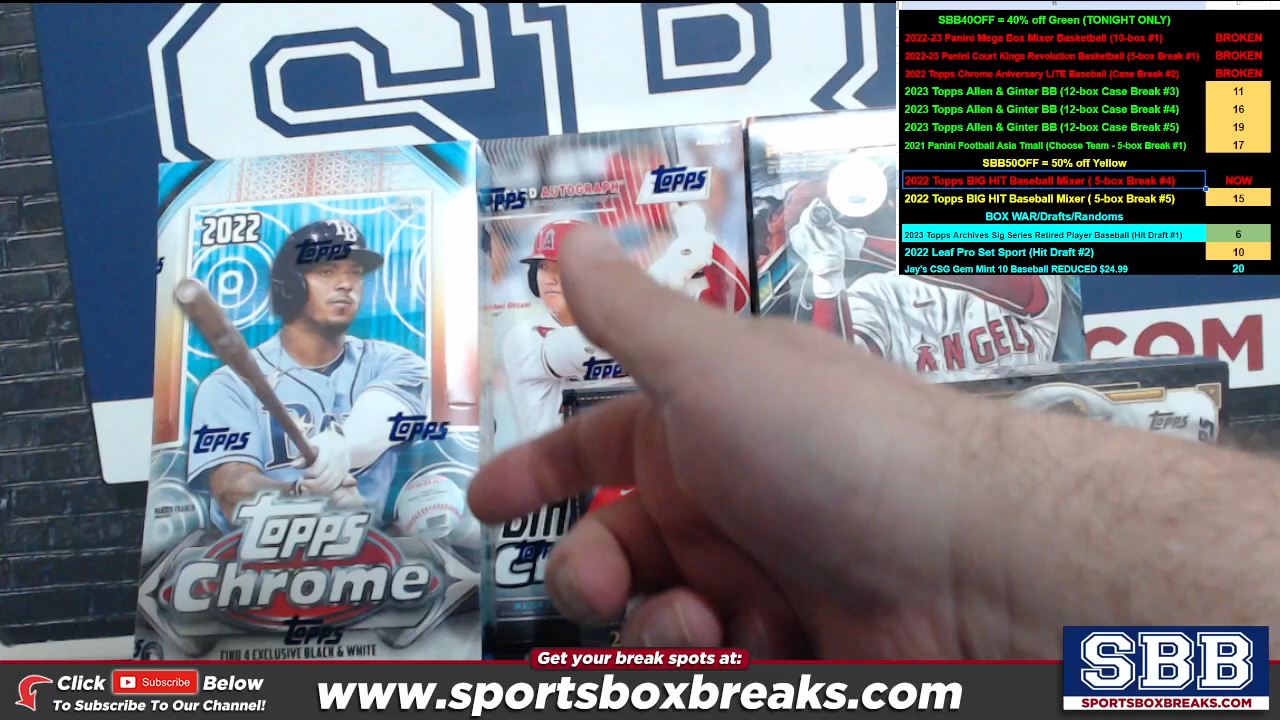 SBB40OFF = 40% off Green (TONIGHT ONLY)
2022-23 Panini Mega Box Mixer Basketball (10-box #1) BROKEN
2022-23 Panini Court Kings Revolution Basketball (5-box Break #1) BROKEN
2022 Topps Chrome Aniversary LITE Baseball (Case Break #2) BROKEN
2023 Topps Allen & Ginter BB (12-box Case Break #3) 11
2023 Topps Allen & Ginter BB (12-box Case Break #4) 16
2023 Topps Allen & Ginter BB (12-box Case Break #5) 19
2021 Panini Football Asia Tmall (Choose Team - 5-box Break #1) 17
SBB50OFF = 50% off Yellow
2022 Topps BIG HIT Baseball Mixer ( 5-box Break #4) NOW
2022 Topps BIG HIT Baseball Mixer ( 5-box Break #5) 15
BOX WAR/Drafts/Randoms
2023 Topps Archives Sig Series Retired Player Baseball (Hit Draft #1) 6
2022 Leaf Pro Set Sport (Hit Draft #2) 10
Jay's CSG Gem Mint 10 Baseball REDUCED $24.99 20
AUTOGRAPH
TOPPS
TOPPS
2022
TB
TOPPS
A
ANGELS
COM
TOPPS
TOPPS
TOPPS
TOPPS
TOPPS
Chrome
TOPPS
FIND 4 EXCLUSIVE BLACK & WHITE
Get your break spots at:
Click Subscribe Below
To Subscribe To Our Channel!
www.sportsboxbreaks.com
SBB
SPORTSBOXBREAKS.COM